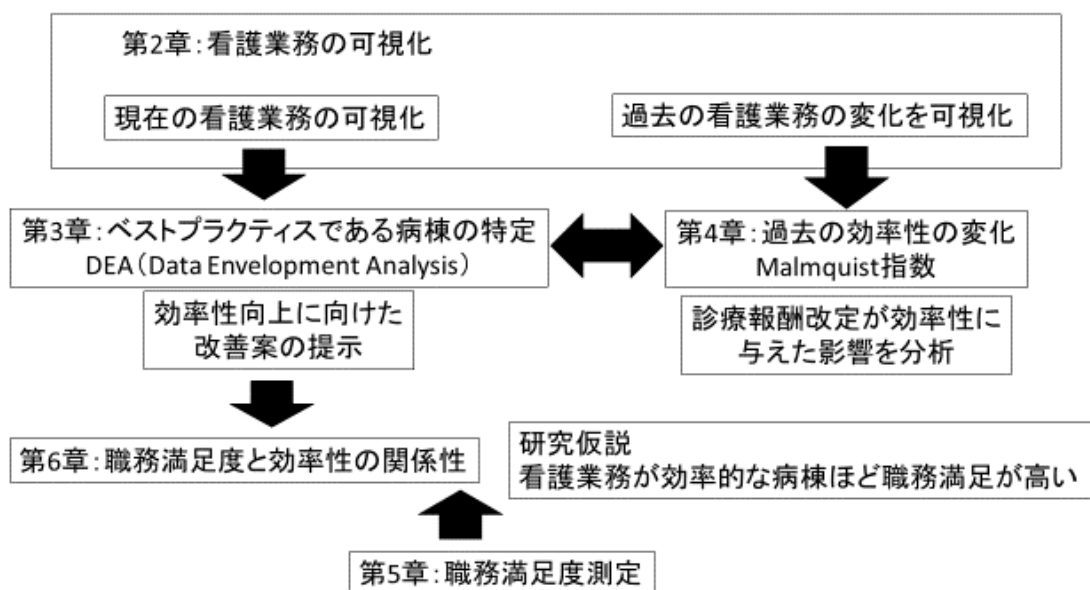 第2章：看護業務の可視化
現在の看護業務の可視化
過去の看護業務の変化を可視化
第3章：ベストプラクティスである病棟の特定
DEA（Data Envelopment Analysis）
第4章：過去の効率性の変化
Malmquist指数
効率性向上に向けた
改善案の提示
診療報酬改定が効率性に
与えた影響を分析
第6章：職務満足度と効率性の関係性
研究仮説
看護業務が効率的な病棟ほど職務満足が高い
第5章：職務満足度測定